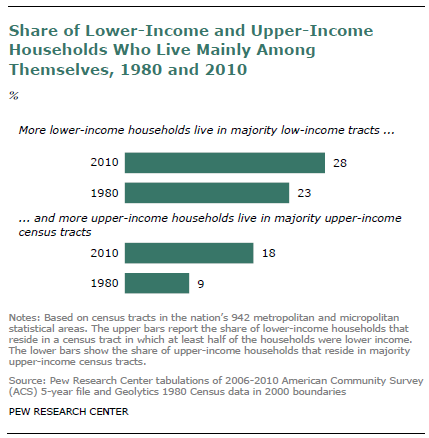 Share of Lower-Income and Upper-Income
Households Who Live Mainly Among
Themselves, 1980 and 2010
%
More lower-income households live in majority low-income tracts ...
2010 28
1980 23
... and more upper-income households live in majority upper-income
census tracts
2010 18
1980 9
Notes: Based on census tracts in the nation's 942 metropolitan and micropolitan
statistical areas. The upper bars report the share of lower-income households that
reside in a census tract in which at least half of the households were lower income.
The lower bars show the share of upper-income households that reside in majority
upper-income census tracts.
Source: Pew Research Center tabulations of 2006-2010 American Community Survey
(ACS) 5-year file and Geolytics 1980 Census data in 2000 boundaries
PEW RESEARCH CENTER